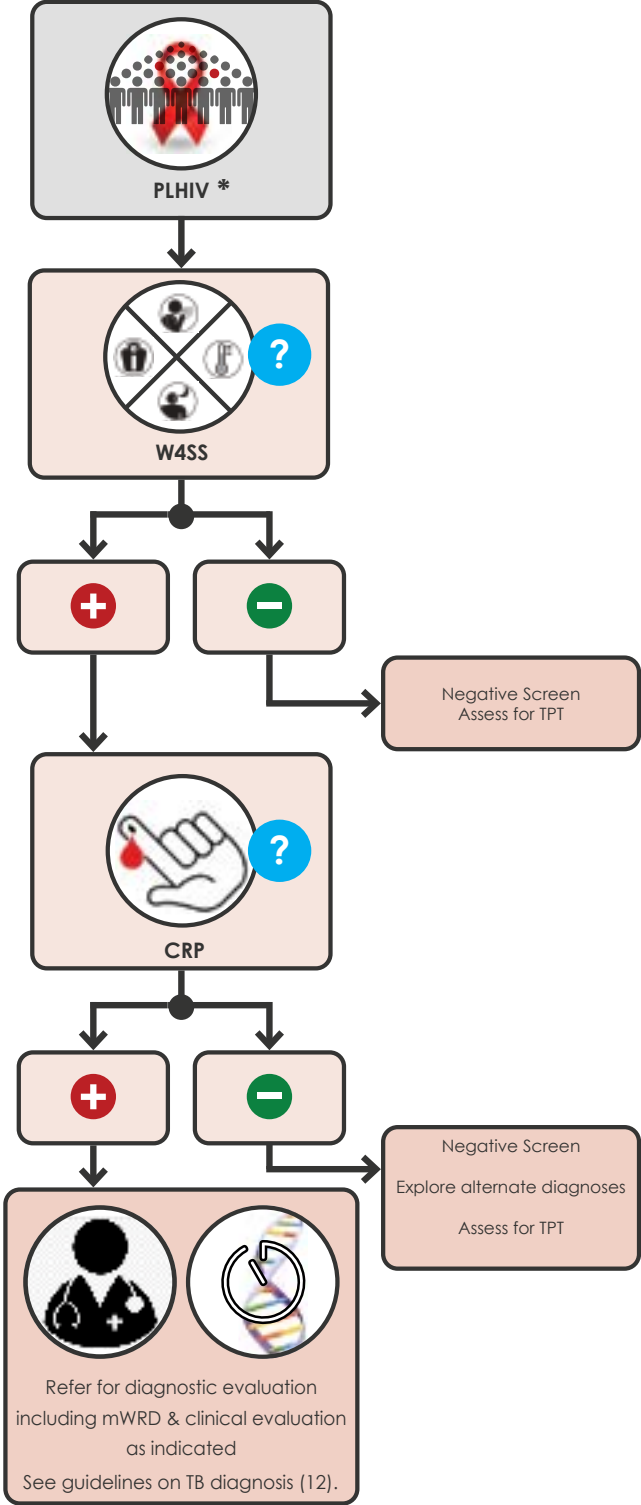 PLHIV *
?
W4SS
Negative Screen
Assess for TPT
?
CRP
Negative Screen
Explore alternate diagnoses
Assess for TPT
Refer for diagnostic evaluation
including mWRD & clinical evaluation
as indicated
See guidelines on TB diagnosis (12).